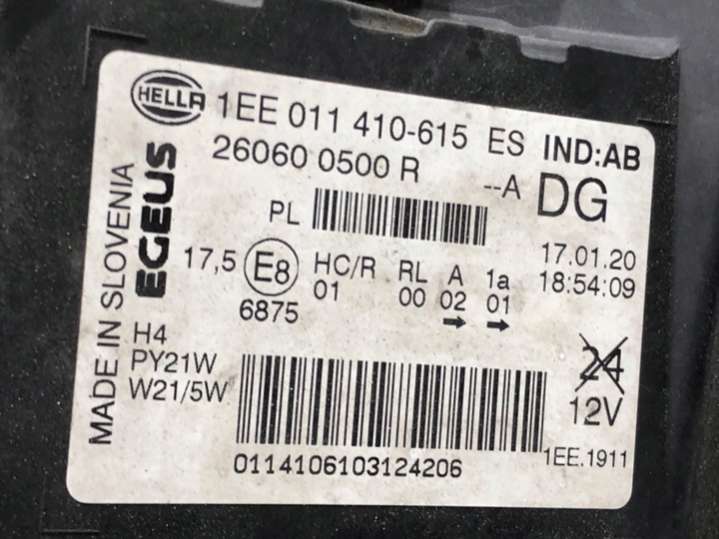 HELLA 1EE 011 410-615 ES IND:AB
26060 0500 R --A DG
PL
17.01.20
18:54:09
17,5 E8 HC/R RL A 1a
01 00 02 01
6875
MADE IN SLOVENIA
EGEUS
H4
PY21W
W21/5W
24
12V
0114106103124206
1EE.1911